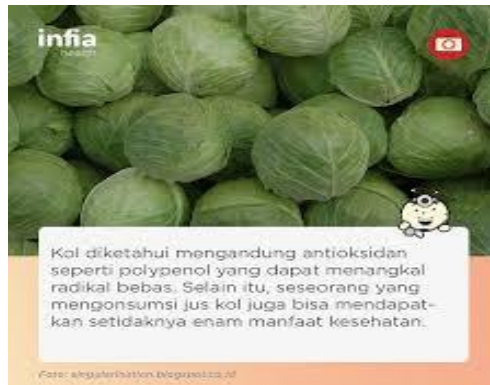 infia
health
Kol diketahui mengandung antioksidan
seperti polypenol yang dapat menangkal
radikal bebas. Selain itu, seseorang yang
mengonsumsi jus kol juga bisa mendapat-
kan setidaknya enam manfaat kesehatan.
Foto: